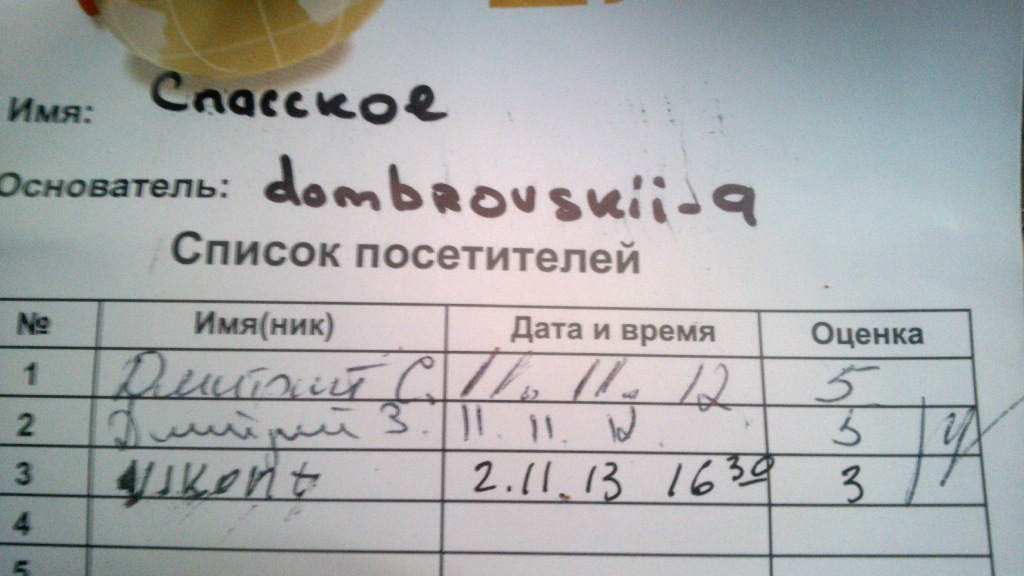 Имя: Спасское
Основатель: dombrovskii-a
Список посетителей
№ Имя(ник) Дата и время Оценка
1 Дмитрий С. 11. 11. 12 5
2 Дмитрий З. 11. 11. 12. 5
3 Vikont 2.11.13 16 30 3
4
5